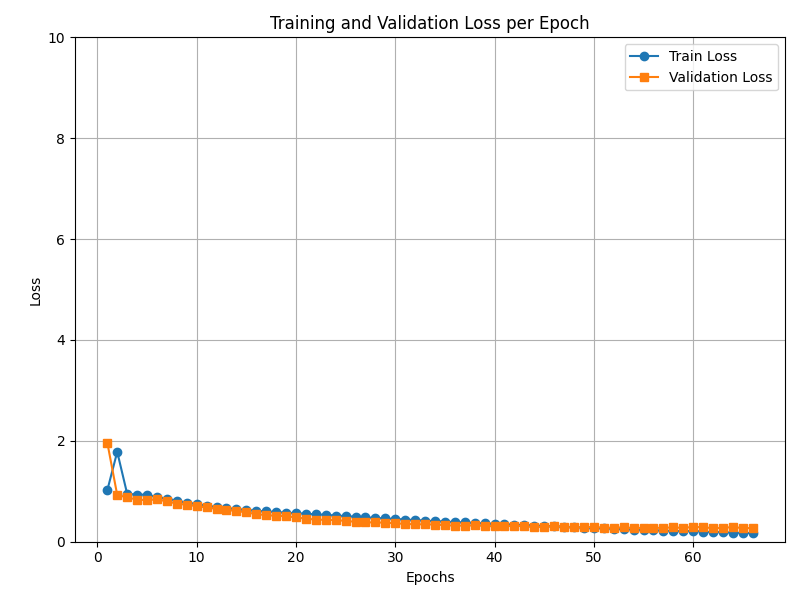 Training and Validation Loss per Epoch
10
8
6
4
2
0
Loss
Train Loss
Validation Loss
0 10 20 30 40 50 60
Epochs